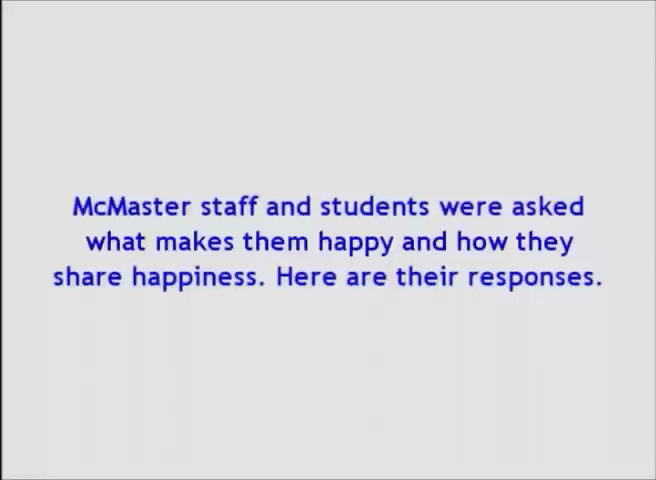 McMaster staff and students were asked
what makes them happy and how they
share happiness. Here are their responses.